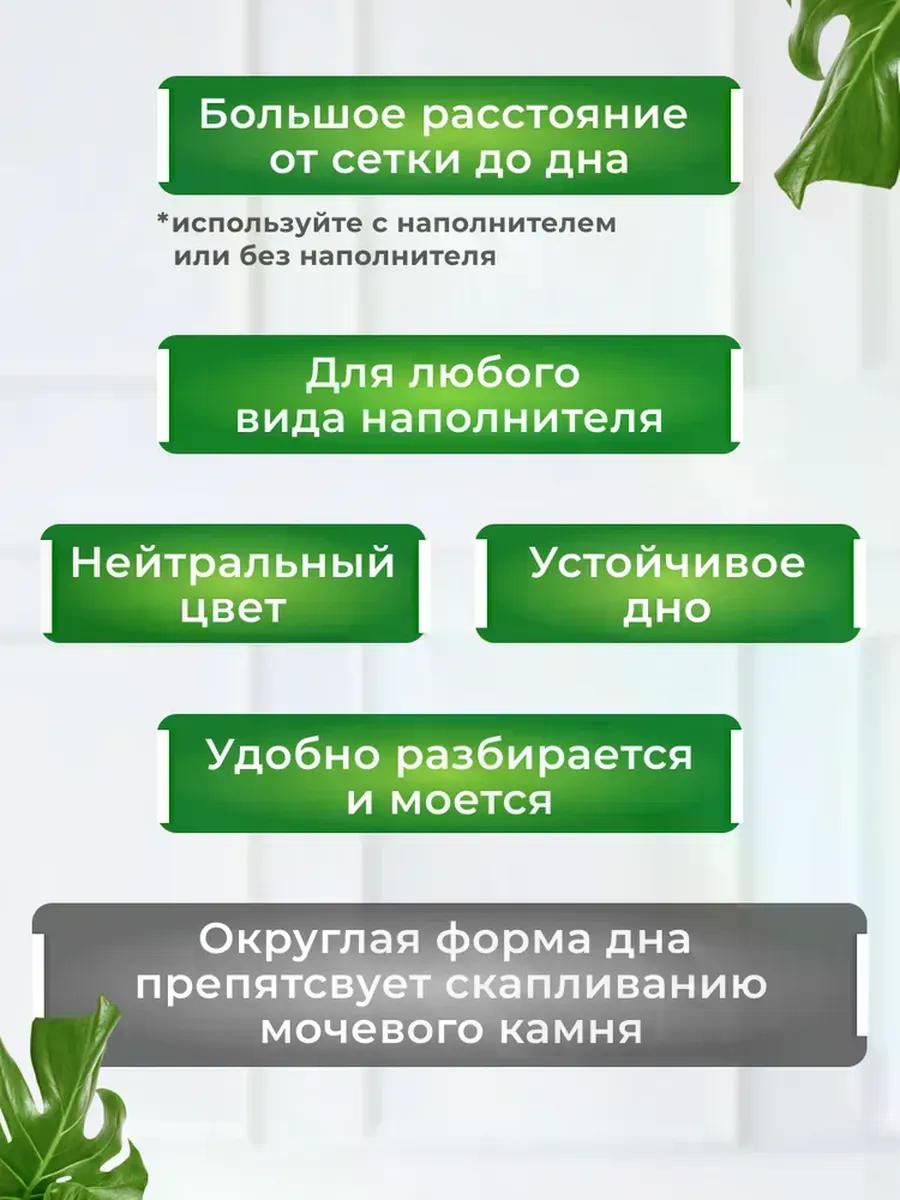 Большое расстояние
от сетки до дна
*используйте с наполнителем
или без наполнителя
Для любого
вида наполнителя
Нейтральный
цвет
Устойчивое
дно
Удобно разбирается
и моется
Округлая форма дна
препятсвует скапливанию
мочевого камня